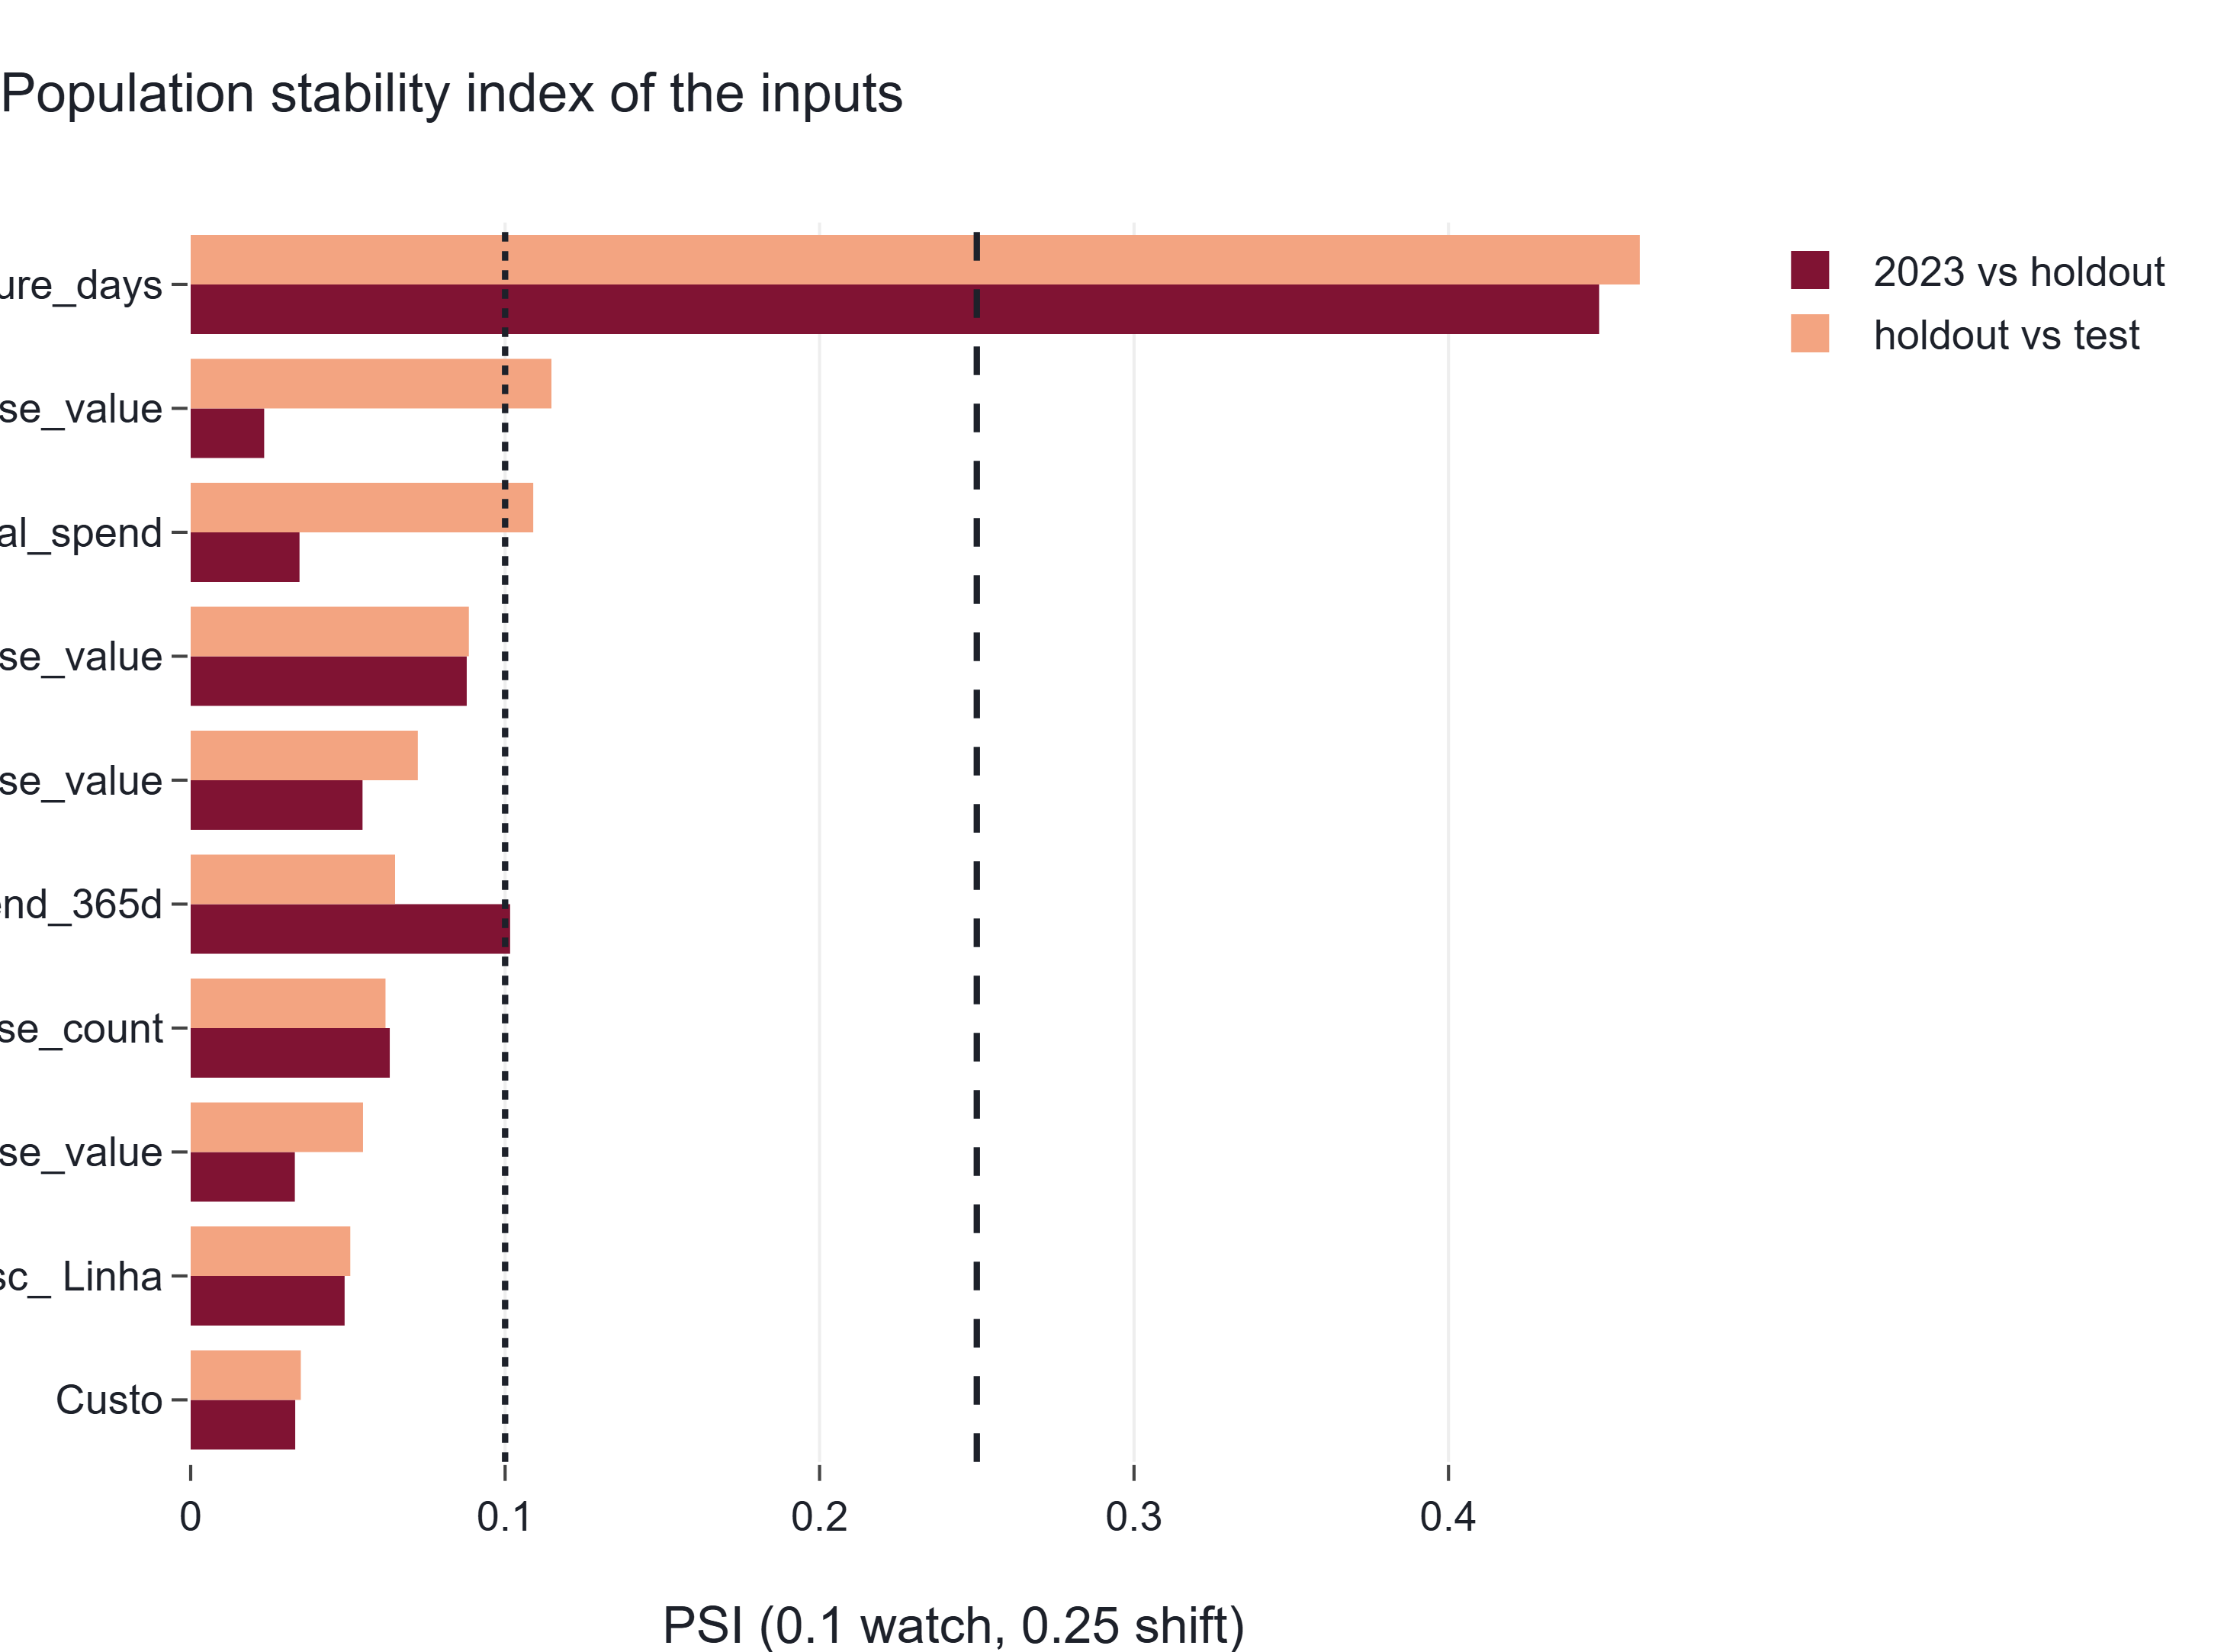 Population stability index of the inputs
2023 vs holdout
holdout vs test
ure_days
se_value
al_spend
se_value
se_value
end_365d
se_count
se_value
sc_ Linha
Custo
0 0.1 0.2 0.3 0.4
PSI (0.1 watch, 0.25 shift)